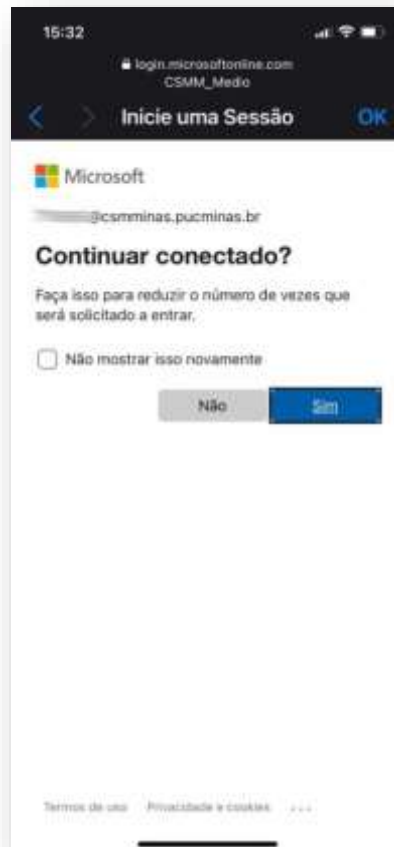 15:32
login.microsoftonline.com
CSMM_Medio
Inicie uma Sessão
OK
Microsoft
@csmminas.pucminas.br
Continuar conectado?
Faça isso para reduzir o número de vezes que
será solicitado a entrar.
Não mostrar isso novamente
Não
Sim
Termos de uso
Privacidade e cookies
...